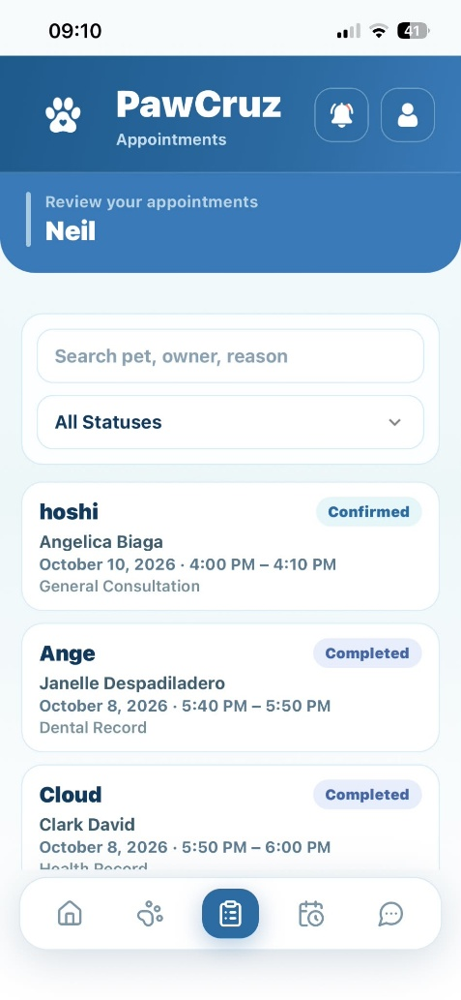 09:10
41
PawCruz
Appointments
Review your appointments
Neil
Search pet, owner, reason
All Statuses
hoshi
Confirmed
Angelica Biaga
October 10, 2026 · 4:00 PM – 4:10 PM
General Consultation
Ange
Completed
Janelle Despadiladero
October 8, 2026 · 5:40 PM – 5:50 PM
Dental Record
Cloud
Completed
Clark David
October 8, 2026 · 5:50 PM – 6:00 PM
Health Record